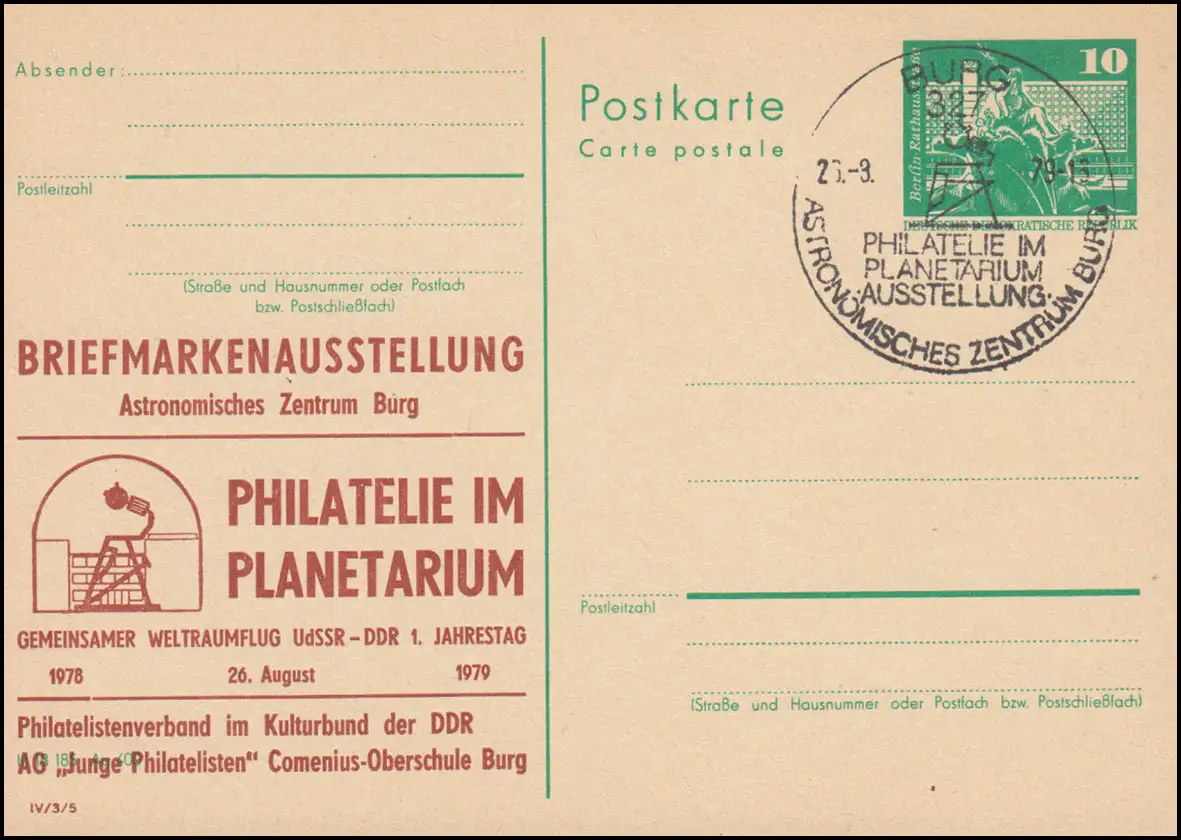 Absender:
Postleitzahl
(Straße und Hausnummer oder Postfach
bzw. Postschließfach)
BRIEFMARKENAUSSTELLUNG
Astronomisches Zentrum Burg
PHILATELIE IM
PLANETARIUM
GEMEINSAMER WELTRAUMFLUG UdSSR – DDR 1. JAHRESTAG
1978 26. August 1979
Philatelistenverband im Kulturbund der DDR
AG „Junge Philatelisten“ Comenius-Oberschule Burg
IV/3/5
Postkarte
Carte postale
10
Berlin-Rathausstraße
DEUTSCHE DEMOKRATISCHE REPUBLIK
BURG
327
PHILATELIE IM
PLANETARIUM
·AUSSTELLUNG·
ASTRONOMISCHES ZENTRUM BURG
Postleitzahl
(Straße und Hausnummer oder Postfach bzw. Postschließfach)